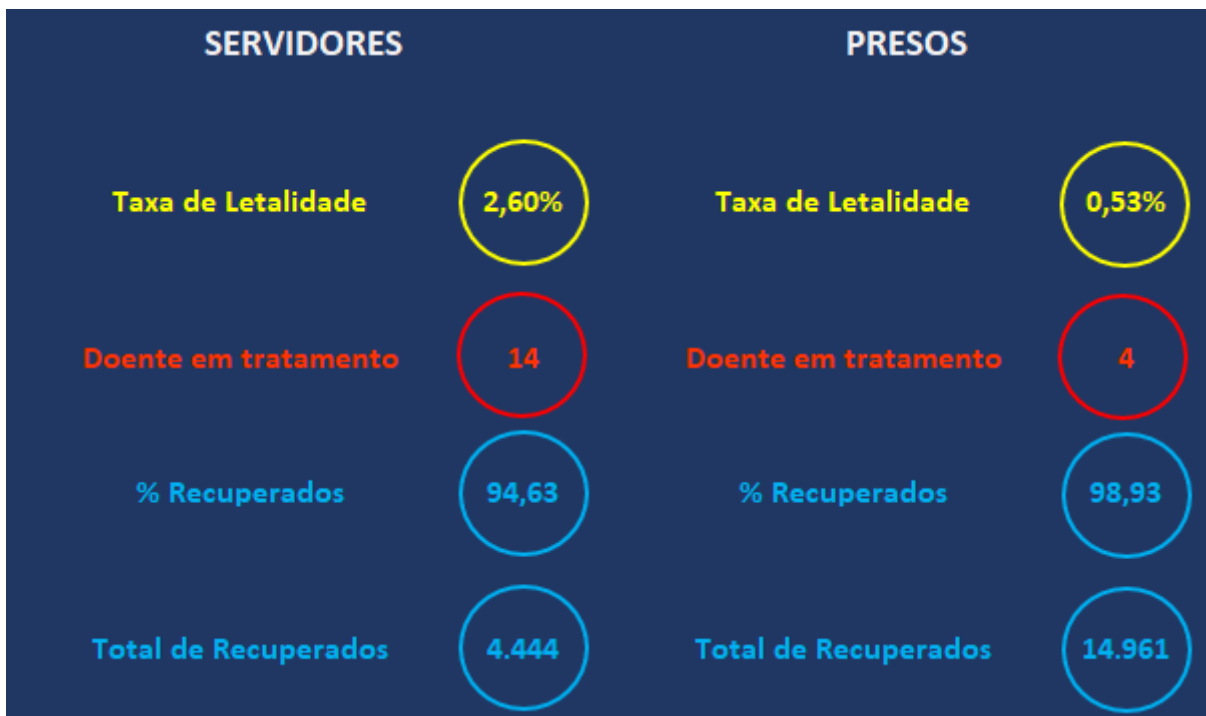 SERVIDORES
PRESOS
Taxa de Letalidade
2,60%
Taxa de Letalidade
0,53%
Doente em tratamento
14
Doente em tratamento
4
% Recuperados
94,63
% Recuperados
98,93
Total de Recuperados
4.444
Total de Recuperados
14.961